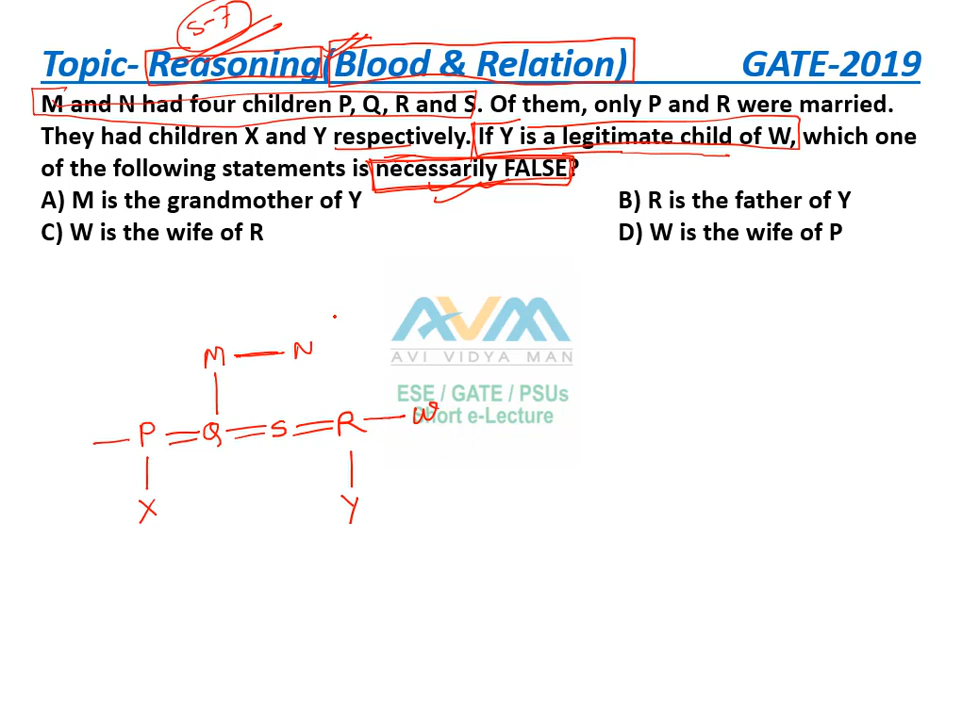 5-7
Topic- Reasoning(Blood & Relation) GATE-2019
M and N had four children P, Q, R and S. Of them, only P and R were married.
They had children X and Y respectively. If Y is a legitimate child of W, which one
of the following statements is necessarily FALSE?
A) M is the grandmother of Y B) R is the father of Y
C) W is the wife of R D) W is the wife of P
AVM
AVI VIDYA MAN
ESE / GATE / PSUs
Short e-Lecture
M — N
— P = Q = S = R — W
X Y